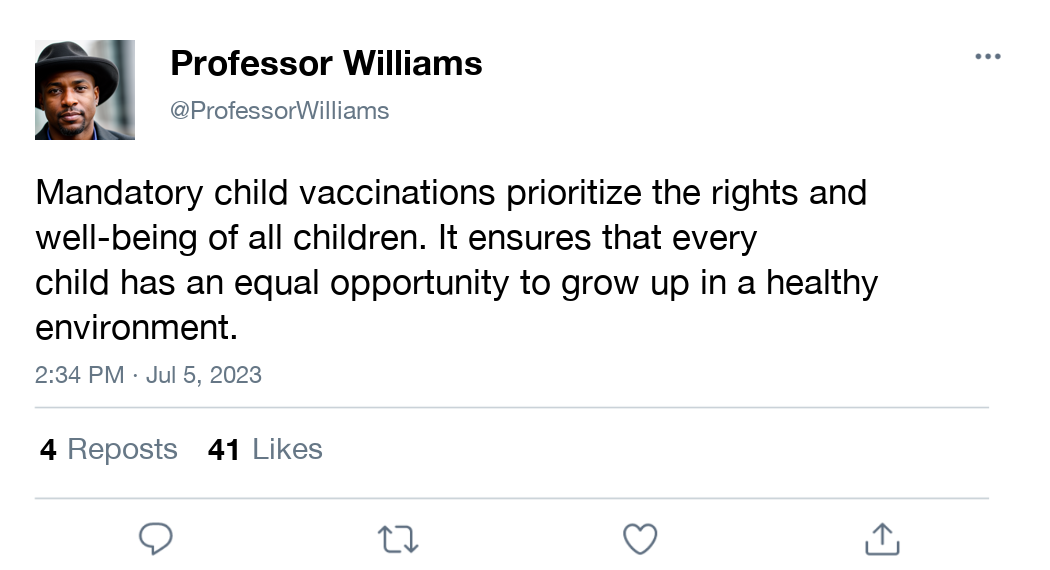 Professor Williams
@ProfessorWilliams
Mandatory child vaccinations prioritize the rights and
well-being of all children. It ensures that every
child has an equal opportunity to grow up in a healthy
environment.
2:34 PM · Jul 5, 2023
4 Reposts 41 Likes